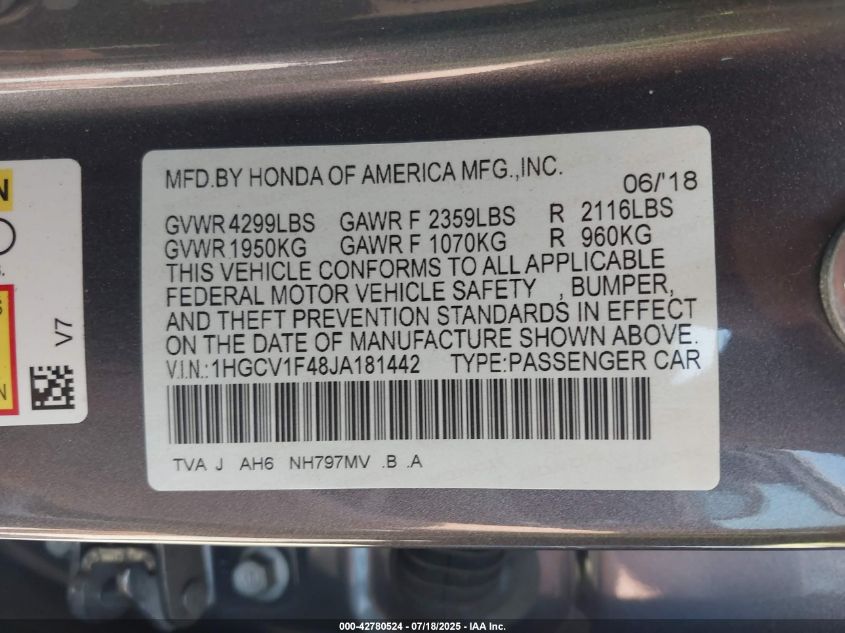 N
S.
S
N
V7
MFD.BY HONDA OF AMERICA MFG.,INC.
06/'18
GVWR 4299LBS GAWR F 2359LBS R 2116LBS
GVWR 1950KG GAWR F 1070KG R 960KG
THIS VEHICLE CONFORMS TO ALL APPLICABLE
FEDERAL MOTOR VEHICLE SAFETY , BUMPER,
AND THEFT PREVENTION STANDARDS IN EFFECT
ON THE DATE OF MANUFACTURE SHOWN ABOVE.
V.I.N.: 1HGCV1F48JA181442 TYPE:PASSENGER CAR
TVA J AH6 NH797MV .B .A
000-42780524 / 07/18/2025 - IAA Inc.